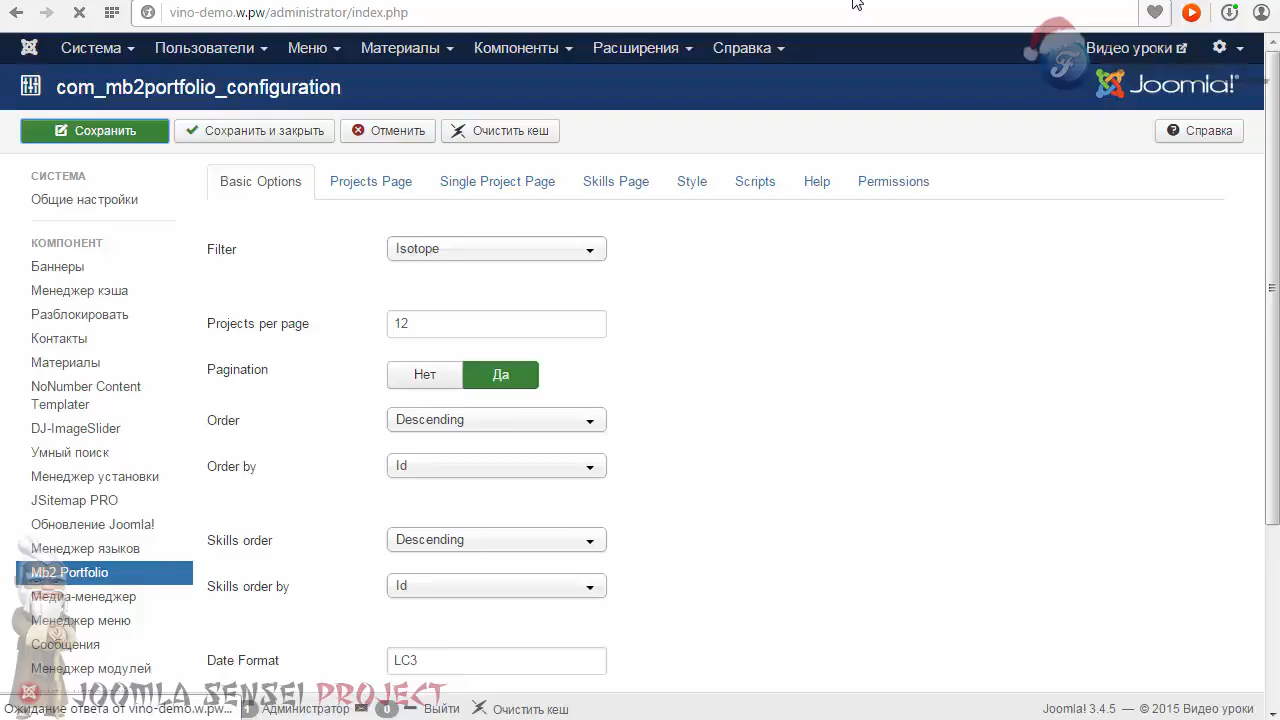 vino-demo.w.pw/administrator/index.php
Система Пользователи Меню Материалы Компоненты Расширения Справка Видео уроки
com_mb2portfolio_configuration
Joomla!
Сохранить Сохранить и закрыть Отменить Очистить кеш Справка
СИСТЕМА
Общие настройки
КОМПОНЕНТ
Баннеры
Менеджер кэша
Разблокировать
Контакты
Материалы
NoNumber Content
Templater
DJ-ImageSlider
Умный поиск
Менеджер установки
JSitemap PRO
Обновление Joomla!
Менеджер языков
Mb2 Portfolio
Медиа-менеджер
Менеджер меню
Сообщения
Менеджер модулей
Basic Options Projects Page Single Project Page Skills Page Style Scripts Help Permissions
Filter Isotope
Projects per page 12
Pagination Нет Да
Order Descending
Order by Id
Skills order Descending
Skills order by Id
Date Format LC3
JOOMLA SENSEI PROJECT
Ожидание ответа от vino-demo.w.pw... 1 Администратор 0 Выйти Очистить кеш Joomla! 3.4.5 — © 2015 Видео уроки